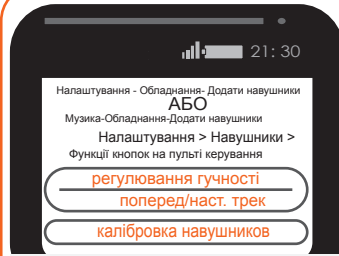 21:30
Налаштування - Обладнання- Додати навушники
АБО
Музика-Обладнання-Додати навушники
Налаштування > Навушники >
Функції кнопок на пульті керування
регулювання гучності
поперед/наст. трек
калібровка навушників